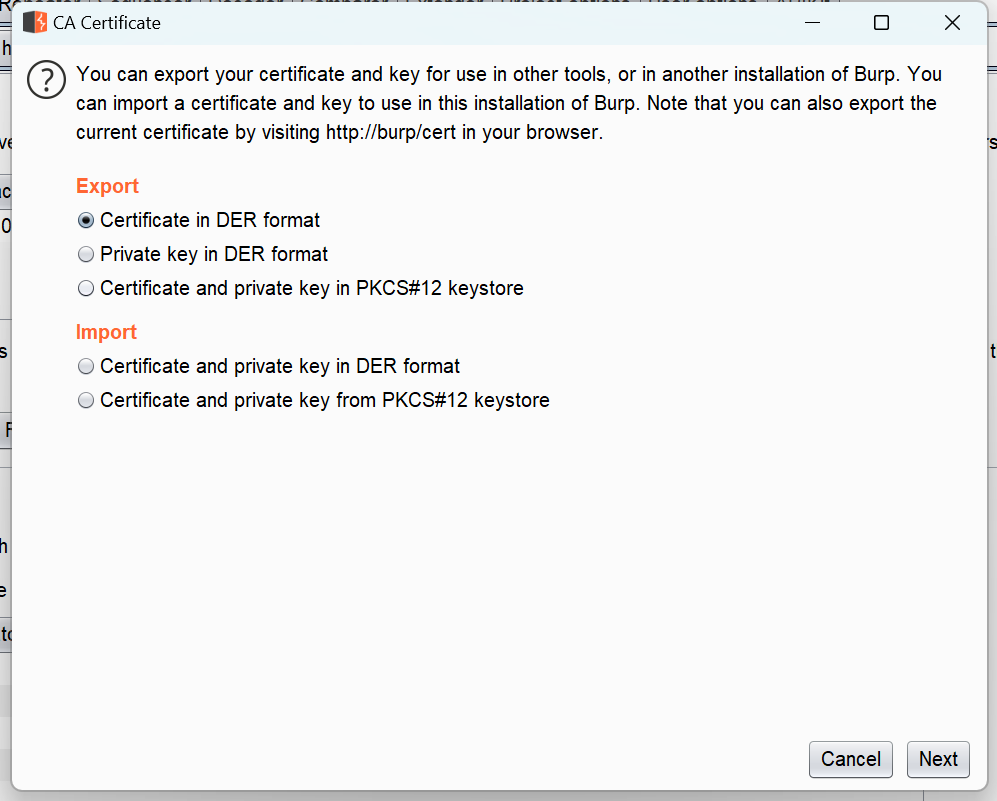 CA Certificate
You can export your certificate and key for use in other tools, or in another installation of Burp. You
can import a certificate and key to use in this installation of Burp. Note that you can also export the
current certificate by visiting http://burp/cert in your browser.
Export
Certificate in DER format
Private key in DER format
Certificate and private key in PKCS#12 keystore
Import
Certificate and private key in DER format
Certificate and private key from PKCS#12 keystore
Cancel
Next